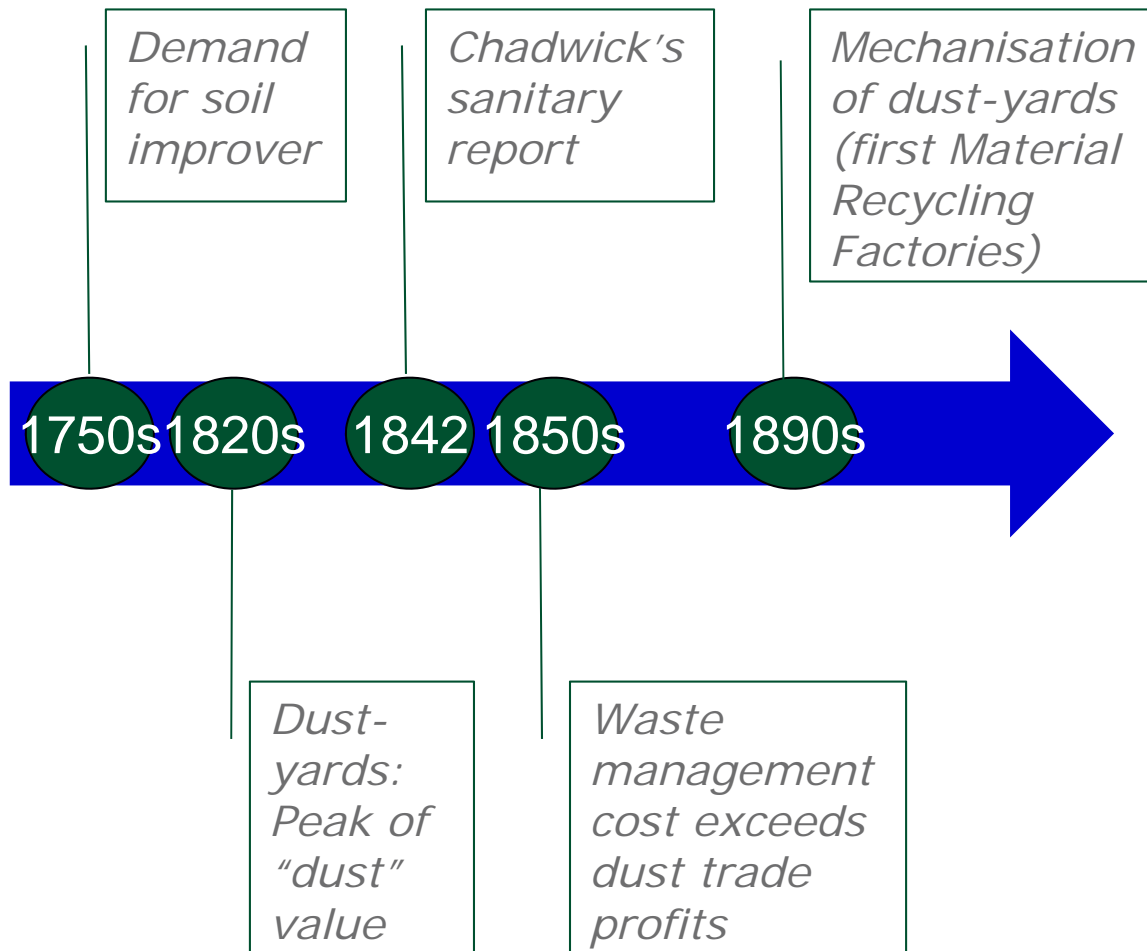 Demand
for soil
improver
Chadwick’s
sanitary
report
Mechanisation
of dust-yards
(first Material
Recycling
Factories)
1750s
1820s
1842
1850s
1890s
Dust-
yards:
Peak of
“dust”
value
Waste
management
cost exceeds
dust trade
profits